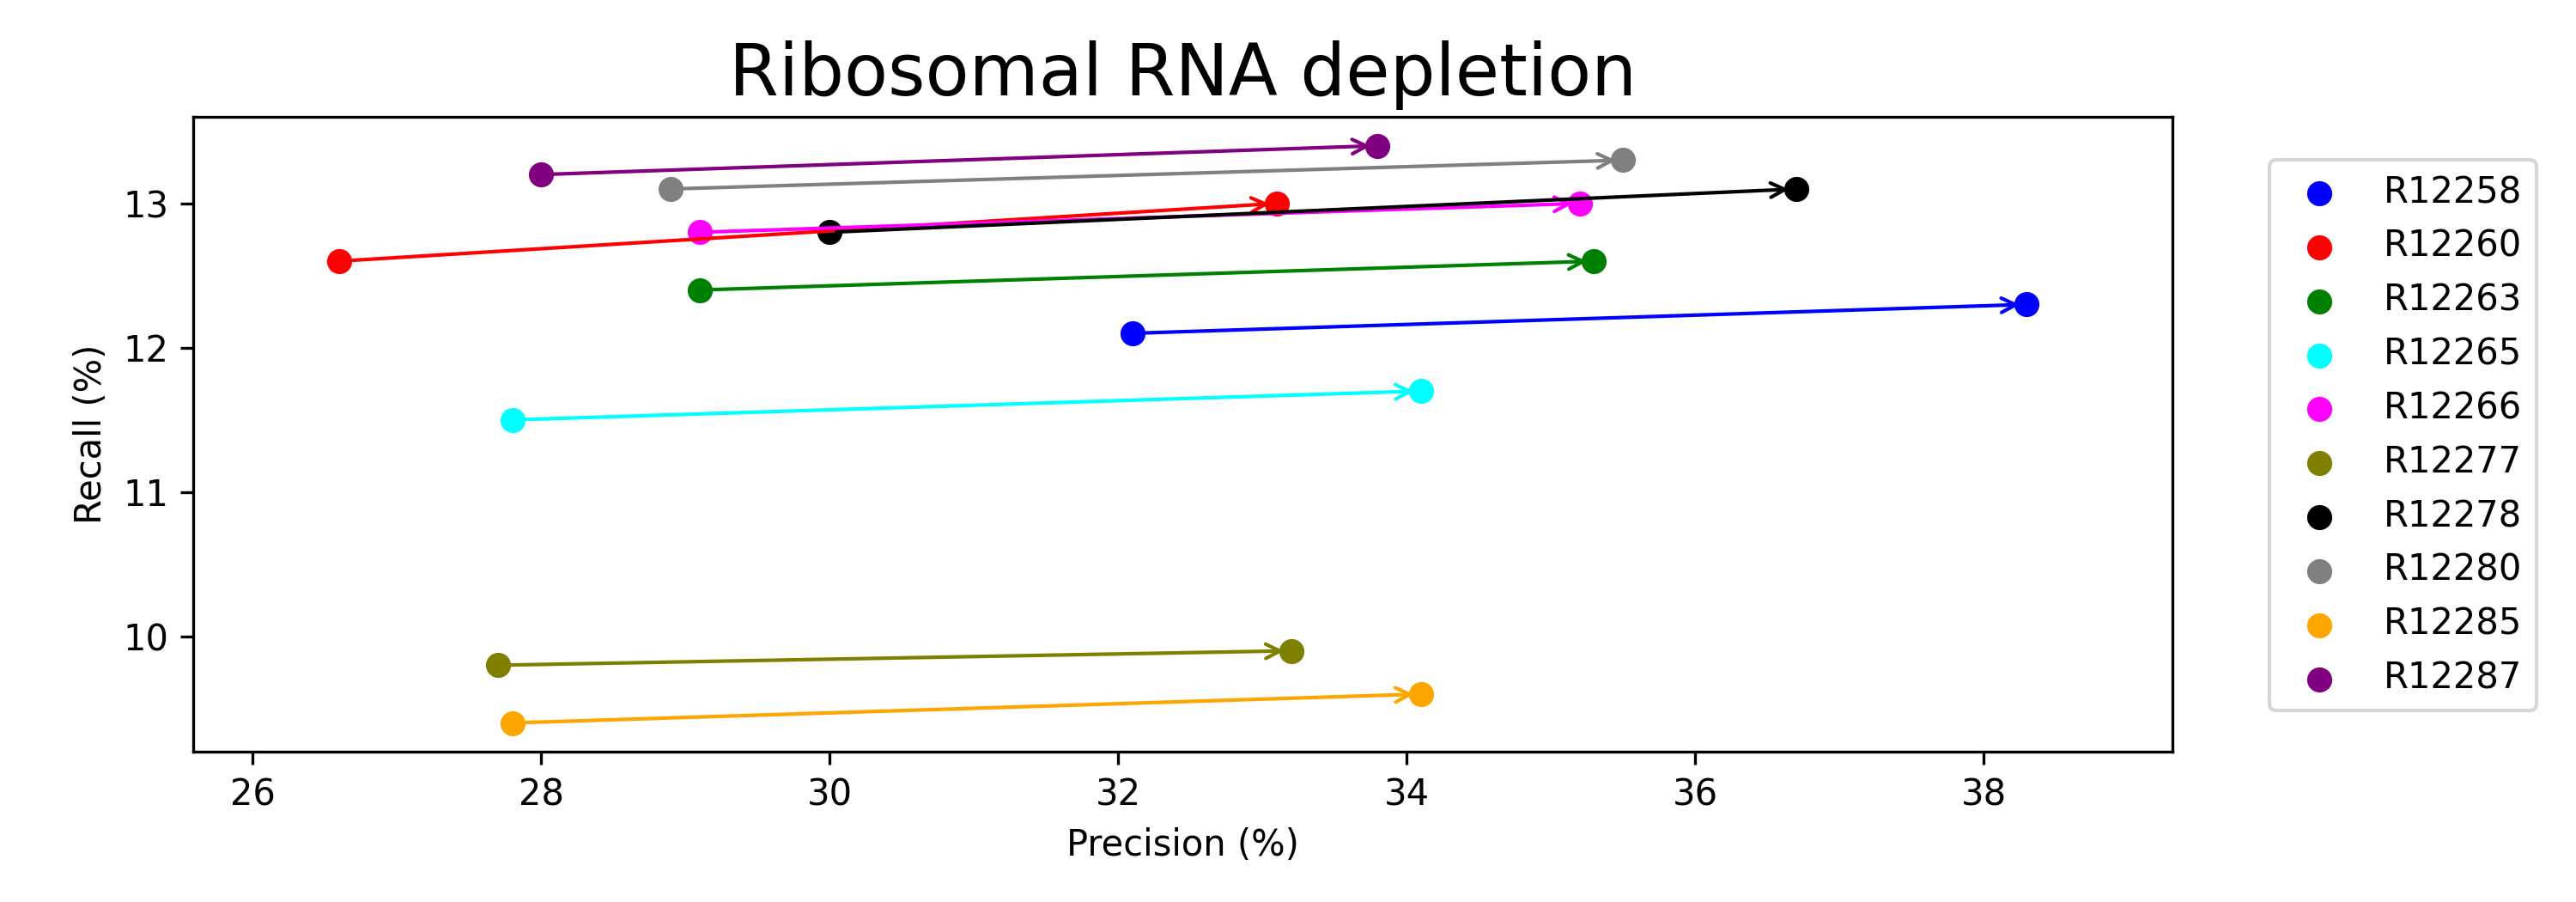 Ribosomal RNA depletion
13
12
11
10
Recall (%)
26 28 30 32 34 36 38
Precision (%)
R12258
R12260
R12263
R12265
R12266
R12277
R12278
R12280
R12285
R12287